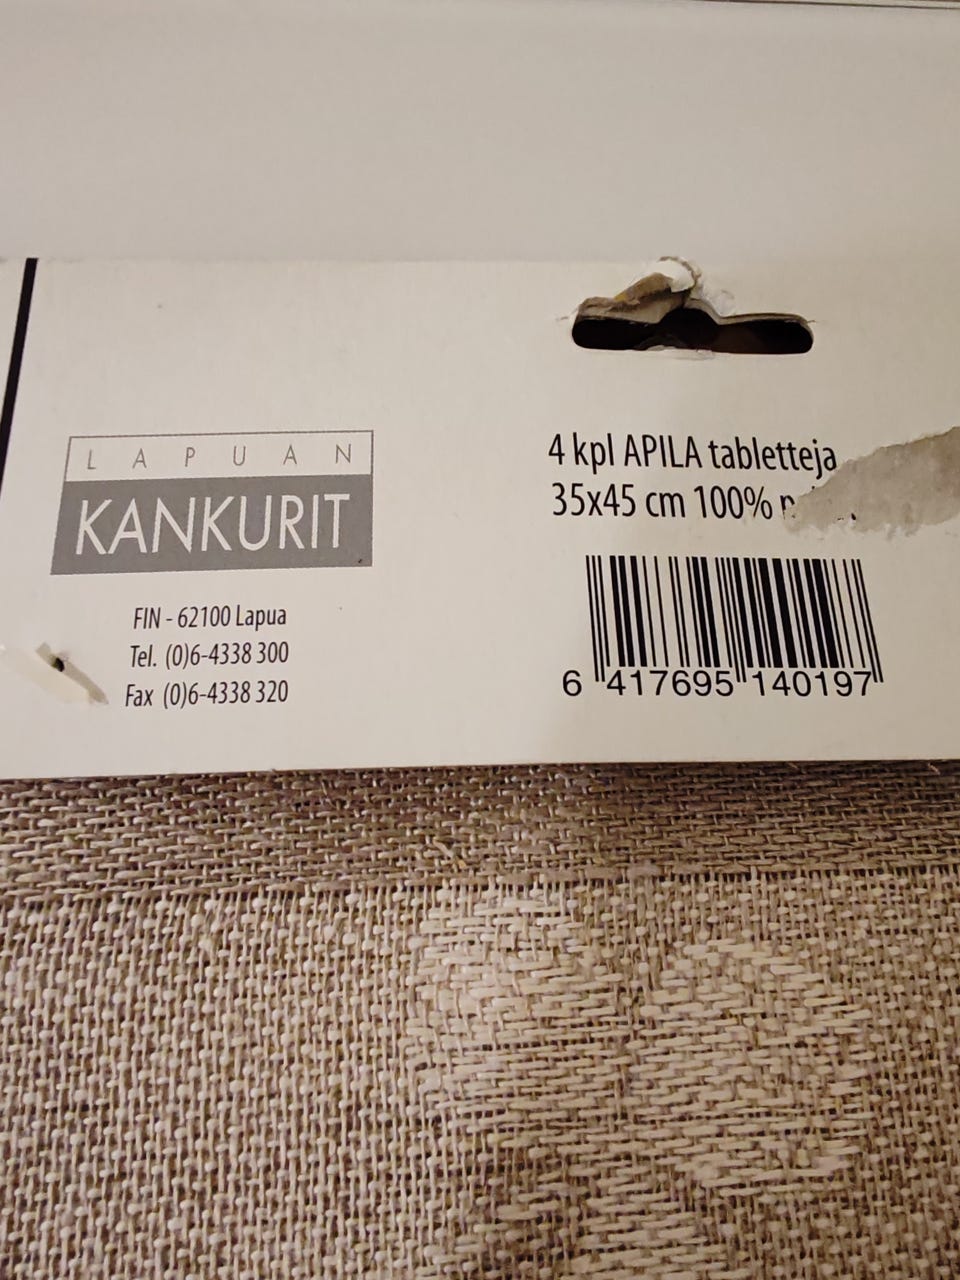 LAPUAN
KANKURIT
FIN - 62100 Lapua
Tel. (0)6-4338 300
Fax (0)6-4338 320
4 kpl APILA tabletteja
35x45 cm 100%
6 417695 140197